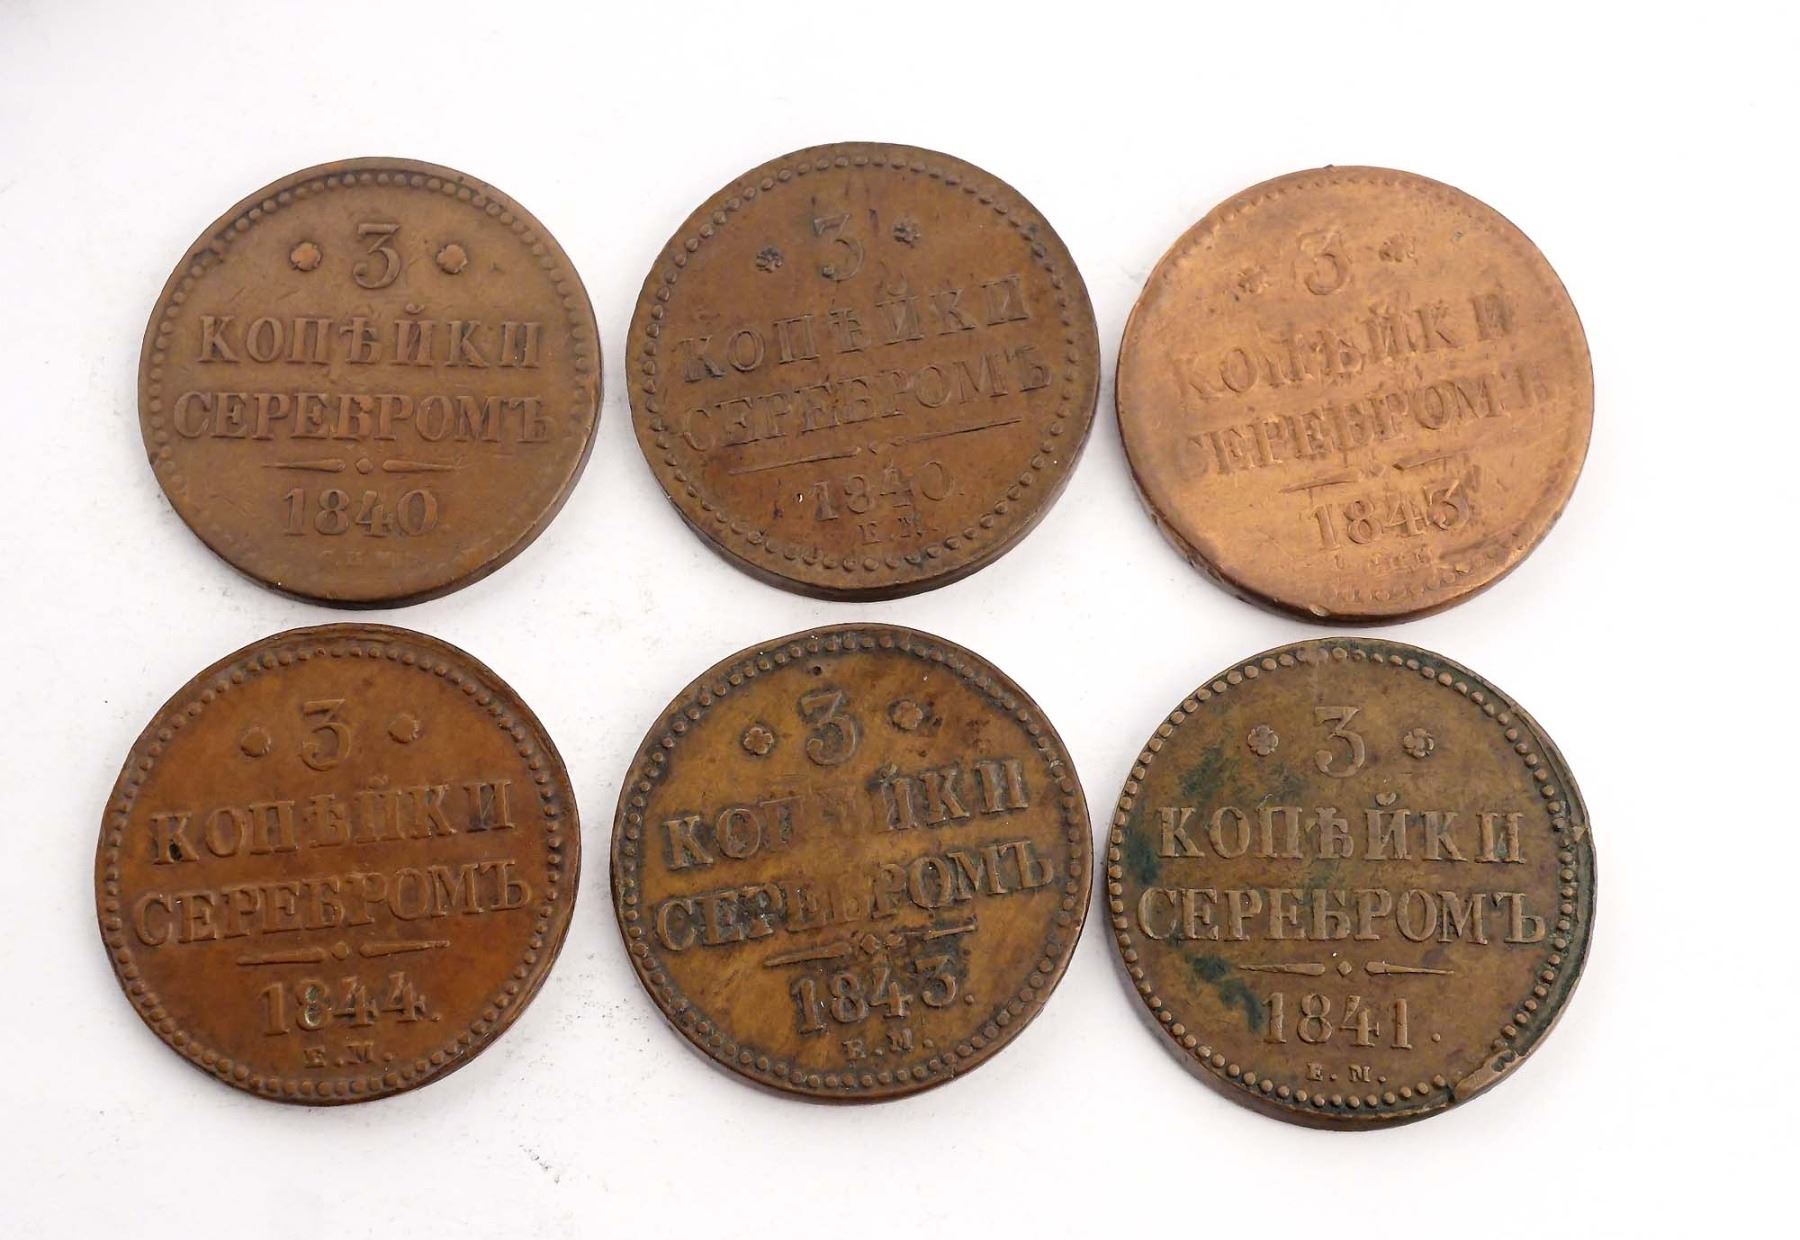 3
КОПѢЙКИ
СЕРЕБРОМЪ
1840
3
КОПѢЙКИ
СЕРЕБРОМЪ
1840.
Е.М.
3
КОПѢЙКИ
СЕРЕБРОМЪ
1843
3
КОПѢЙКИ
СЕРЕБРОМЪ
1844.
Е.М.
3
КОПѢЙКИ
СЕРЕБРОМЪ
1843.
Е.М.
3
КОПѢЙКИ
СЕРЕБРОМЪ
1841.
Е.М.